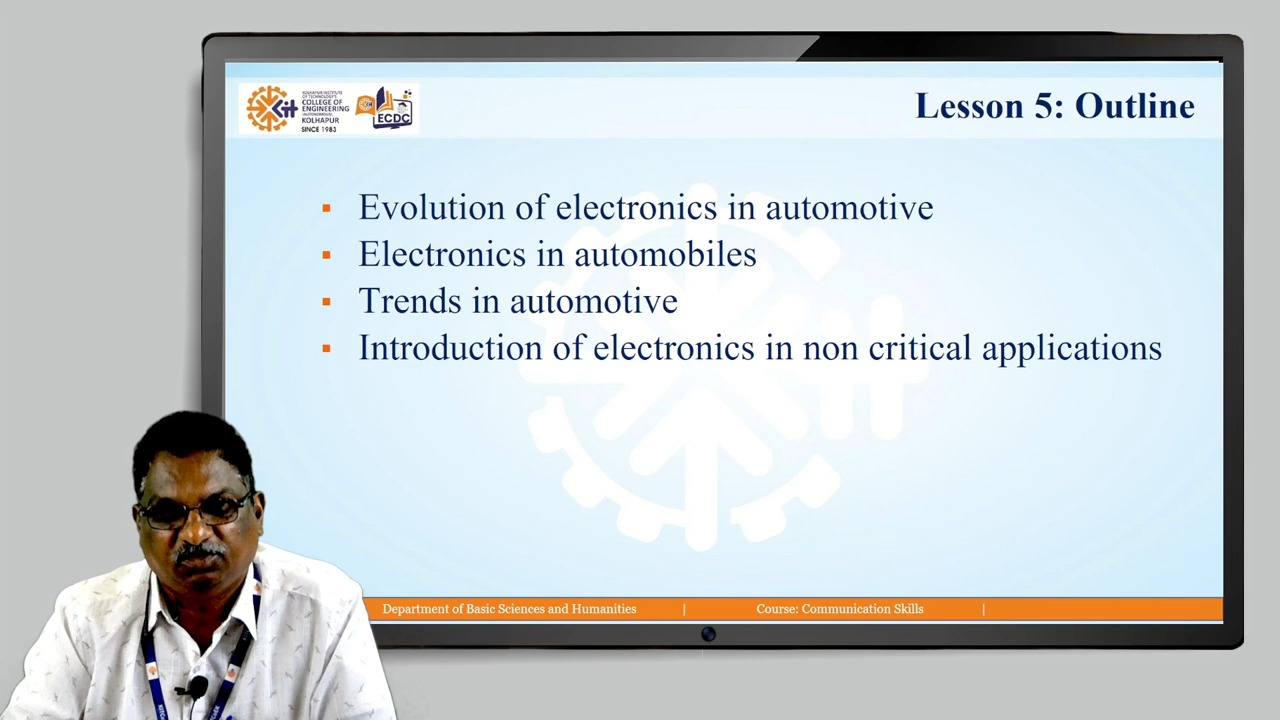 KOLHAPUR INSTITUTE
OF TECHNOLOGY'S
COLLEGE OF
ENGINEERING
(AUTONOMOUS)
KOLHAPUR
SINCE 1983
ECDC
Lesson 5: Outline
▪ Evolution of electronics in automotive
▪ Electronics in automobiles
▪ Trends in automotive
▪ Introduction of electronics in non critical applications
Department of Basic Sciences and Humanities | Course: Communication Skills |